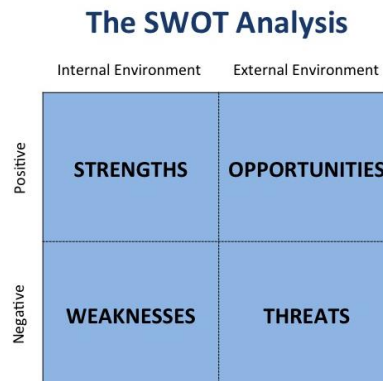 The SWOT Analysis
Internal Environment External Environment
Positive
STRENGTHS OPPORTUNITIES
Negative
WEAKNESSES THREATS